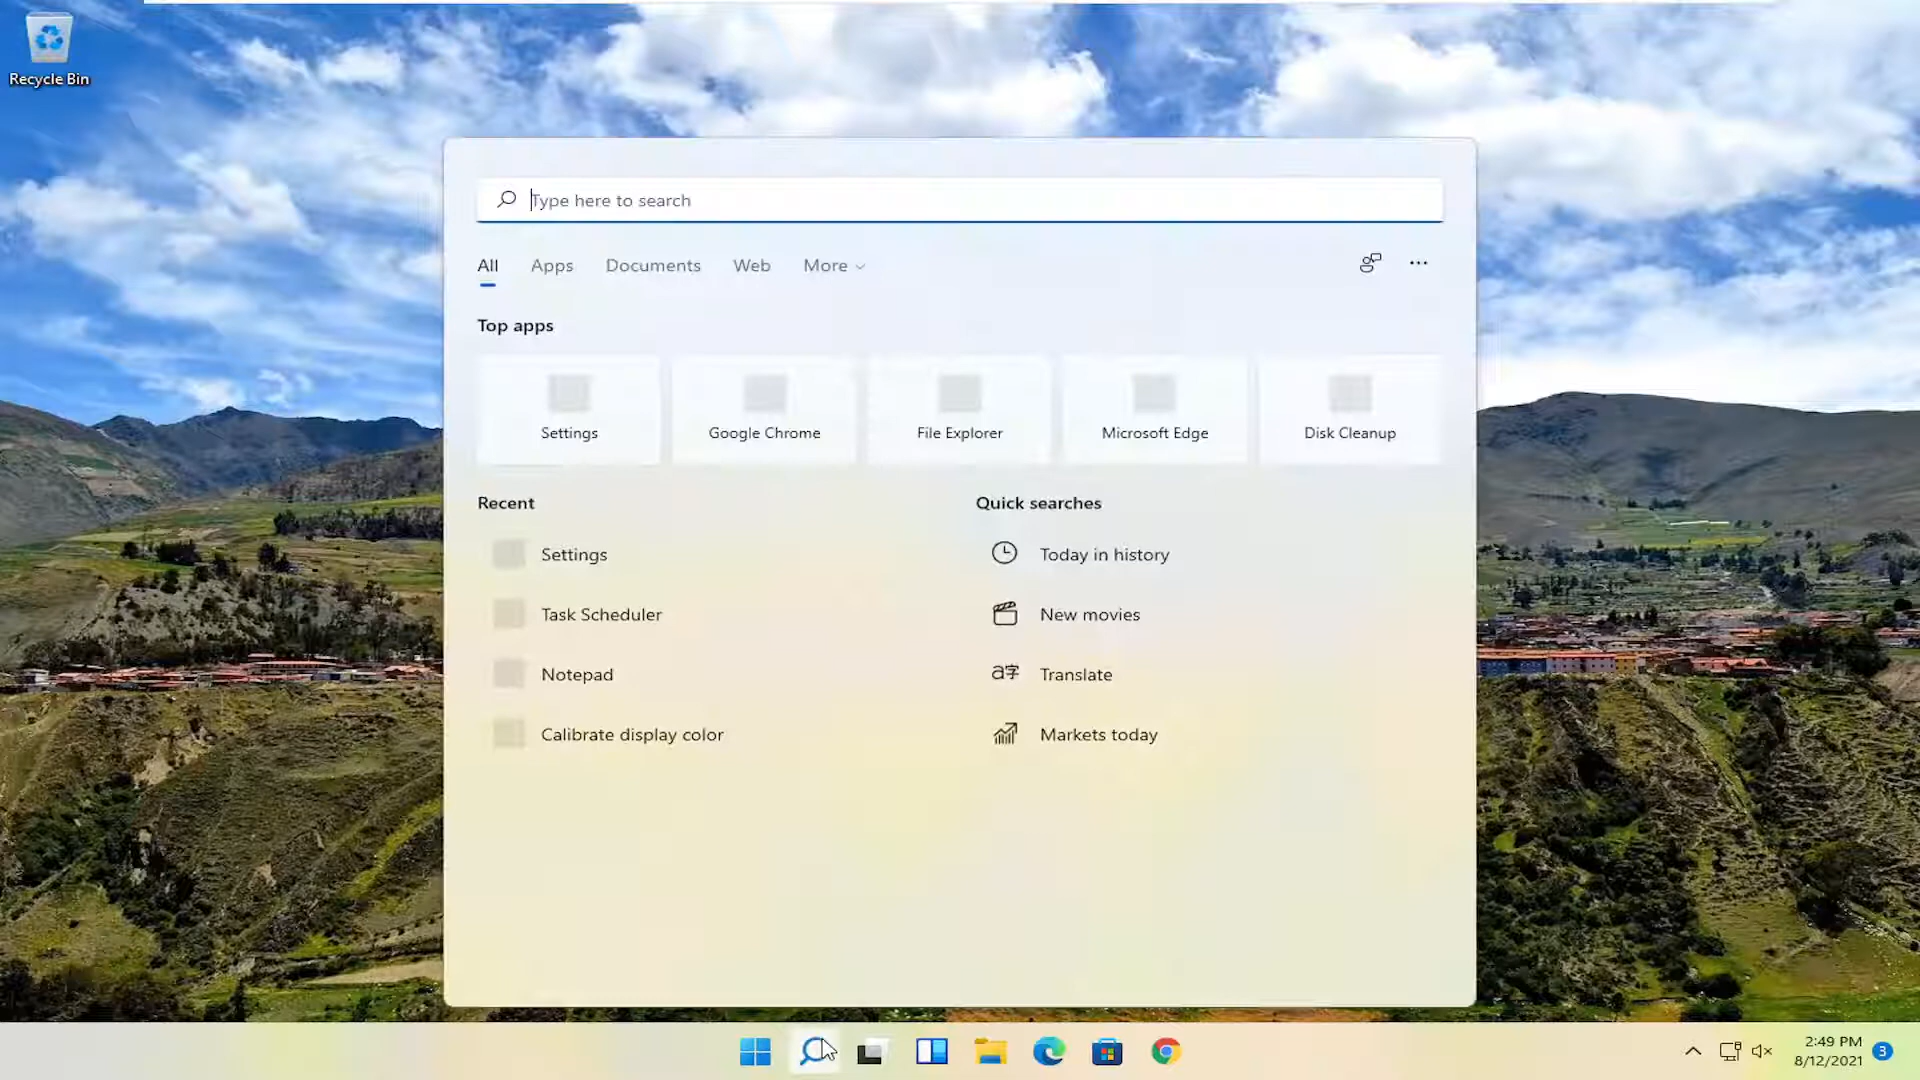 Recycle Bin
Type here to search
All Apps Documents Web More
Top apps
Settings Google Chrome File Explorer Microsoft Edge Disk Cleanup
Recent Quick searches
Settings Today in history
Task Scheduler New movies
Notepad a字 Translate
Calibrate display color Markets today
2:49 PM
8/12/2021 3